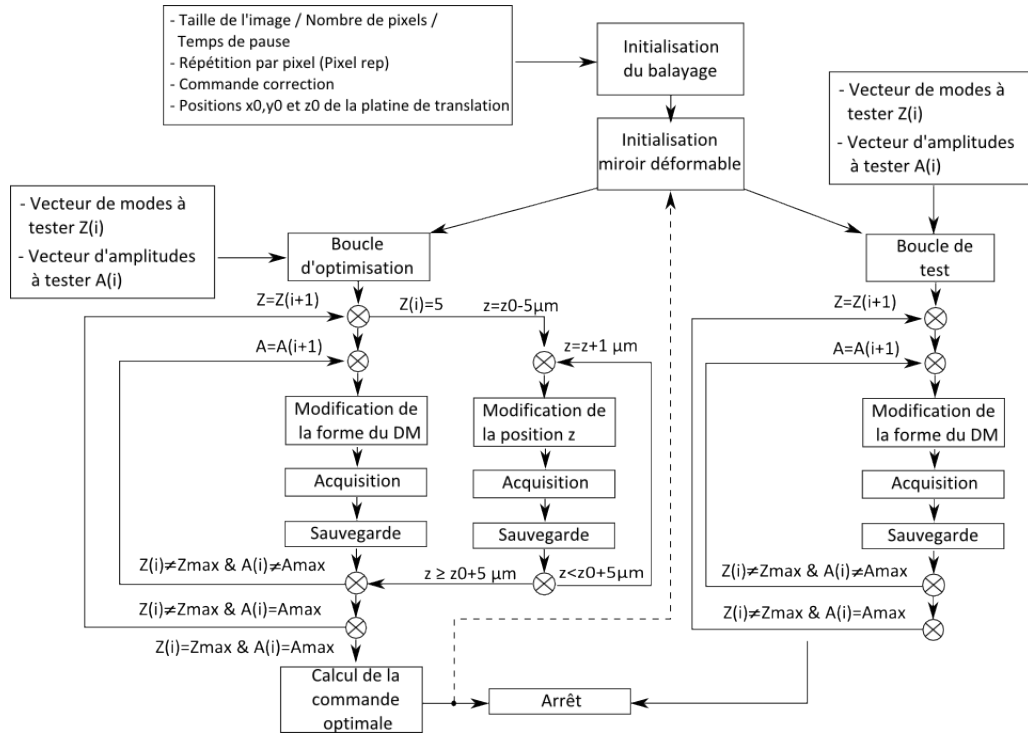 - Taille de l'image / Nombre de pixels /
Temps de pause
- Répétition par pixel (Pixel rep)
- Commande correction
- Positions x0,y0 et z0 de la platine de translation
Initialisation
du balayage
Initialisation
miroir déformable
- Vecteur de modes à
tester Z(i)
- Vecteur d'amplitudes
à tester A(i)
- Vecteur de modes à
tester Z(i)
- Vecteur d'amplitudes
à tester A(i)
Boucle
d'optimisation
Z=Z(i+1)
Z(i)=5
z=z0-5µm
A=A(i+1)
z=z+1 µm
Modification de
la forme du DM
Modification de
la position z
Acquisition
Acquisition
Sauvegarde
Sauvegarde
Z(i)≠Zmax & A(i)≠Amax
z ≥ z0+5 µm
z<z0+5µm
Z(i)≠Zmax & A(i)=Amax
Z(i)=Zmax & A(i)=Amax
Calcul de la
commande
optimale
Arrêt
Boucle de
test
Z=Z(i+1)
A=A(i+1)
Modification de
la forme du DM
Acquisition
Sauvegarde
Z(i)≠Zmax & A(i)≠Amax
Z(i)≠Zmax & A(i)=Amax